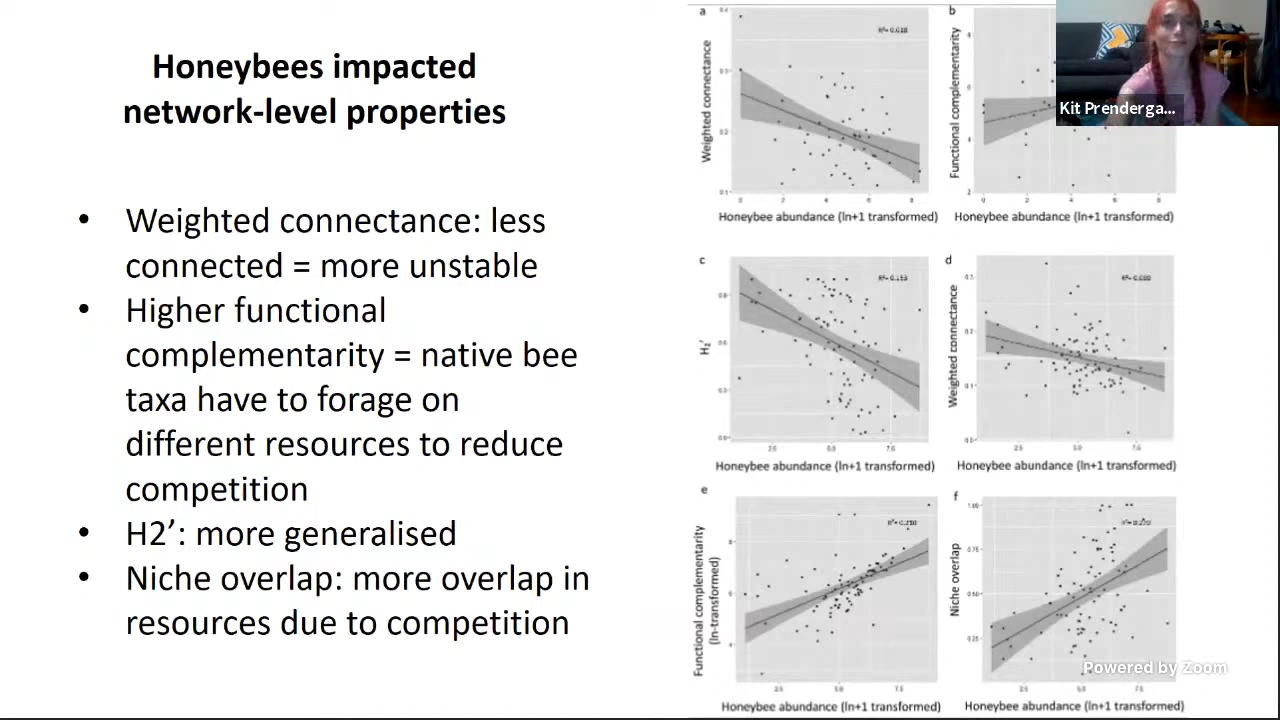 Honeybees impacted
network-level properties
• Weighted connectance: less
connected = more unstable
• Higher functional
complementarity = native bee
taxa have to forage on
different resources to reduce
competition
• H2’: more generalised
• Niche overlap: more overlap in
resources due to competition
a
Weighted connectance
Honeybee abundance (ln+1 transformed)
b
Functional complementarity
Honeybee abundance (ln+1 transformed)
Kit Prenderga...
c
H₂'
Honeybee abundance (ln+1 transformed)
d
Weighted connectance
Honeybee abundance (ln+1 transformed)
e
Functional complementarity
(ln-transformed)
Honeybee abundance (ln+1 transformed)
f
Niche overlap
Honeybee abundance (ln+1 transformed)
Powered by Zoom